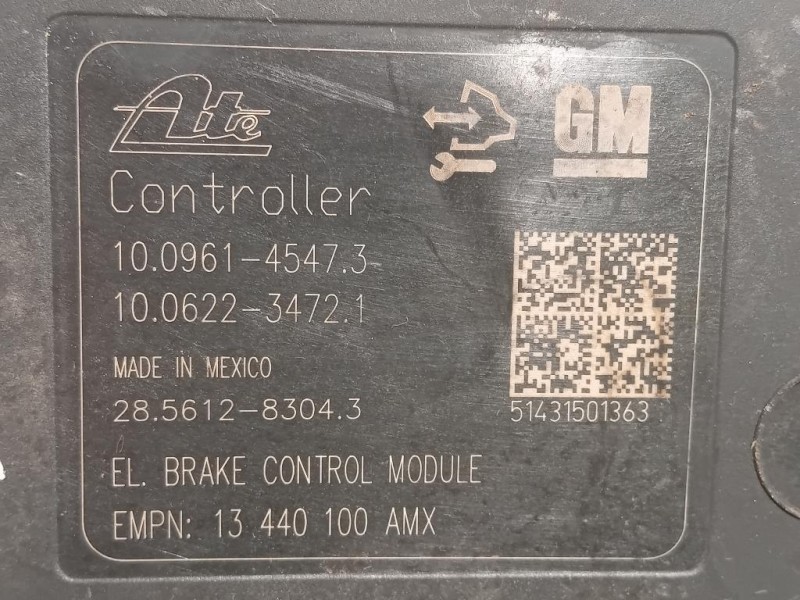 Ate
GM
Controller
10.0961-4547.3
10.0622-3472.1
MADE IN MEXICO
28.5612-8304.3
51431501363
EL. BRAKE CONTROL MODULE
EMPN: 13 440 100 AMX